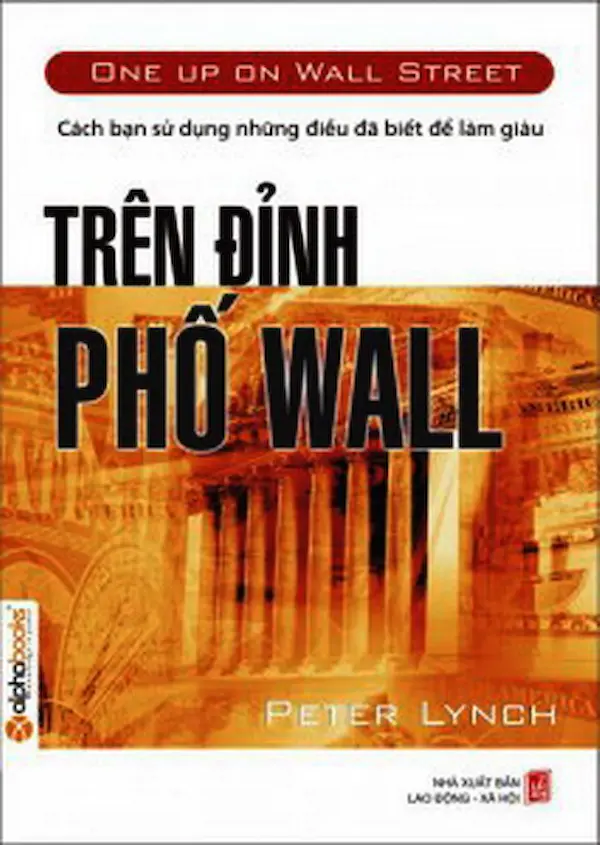 ONE UP ON WALL STREET
Cách bạn sử dụng những điều đã biết để làm giàu
TRÊN ĐỈNH
PHỐ WALL
PETER LYNCH
alphabooks
NHÀ XUẤT BẢN
LAO ĐỘNG - XÃ HỘI